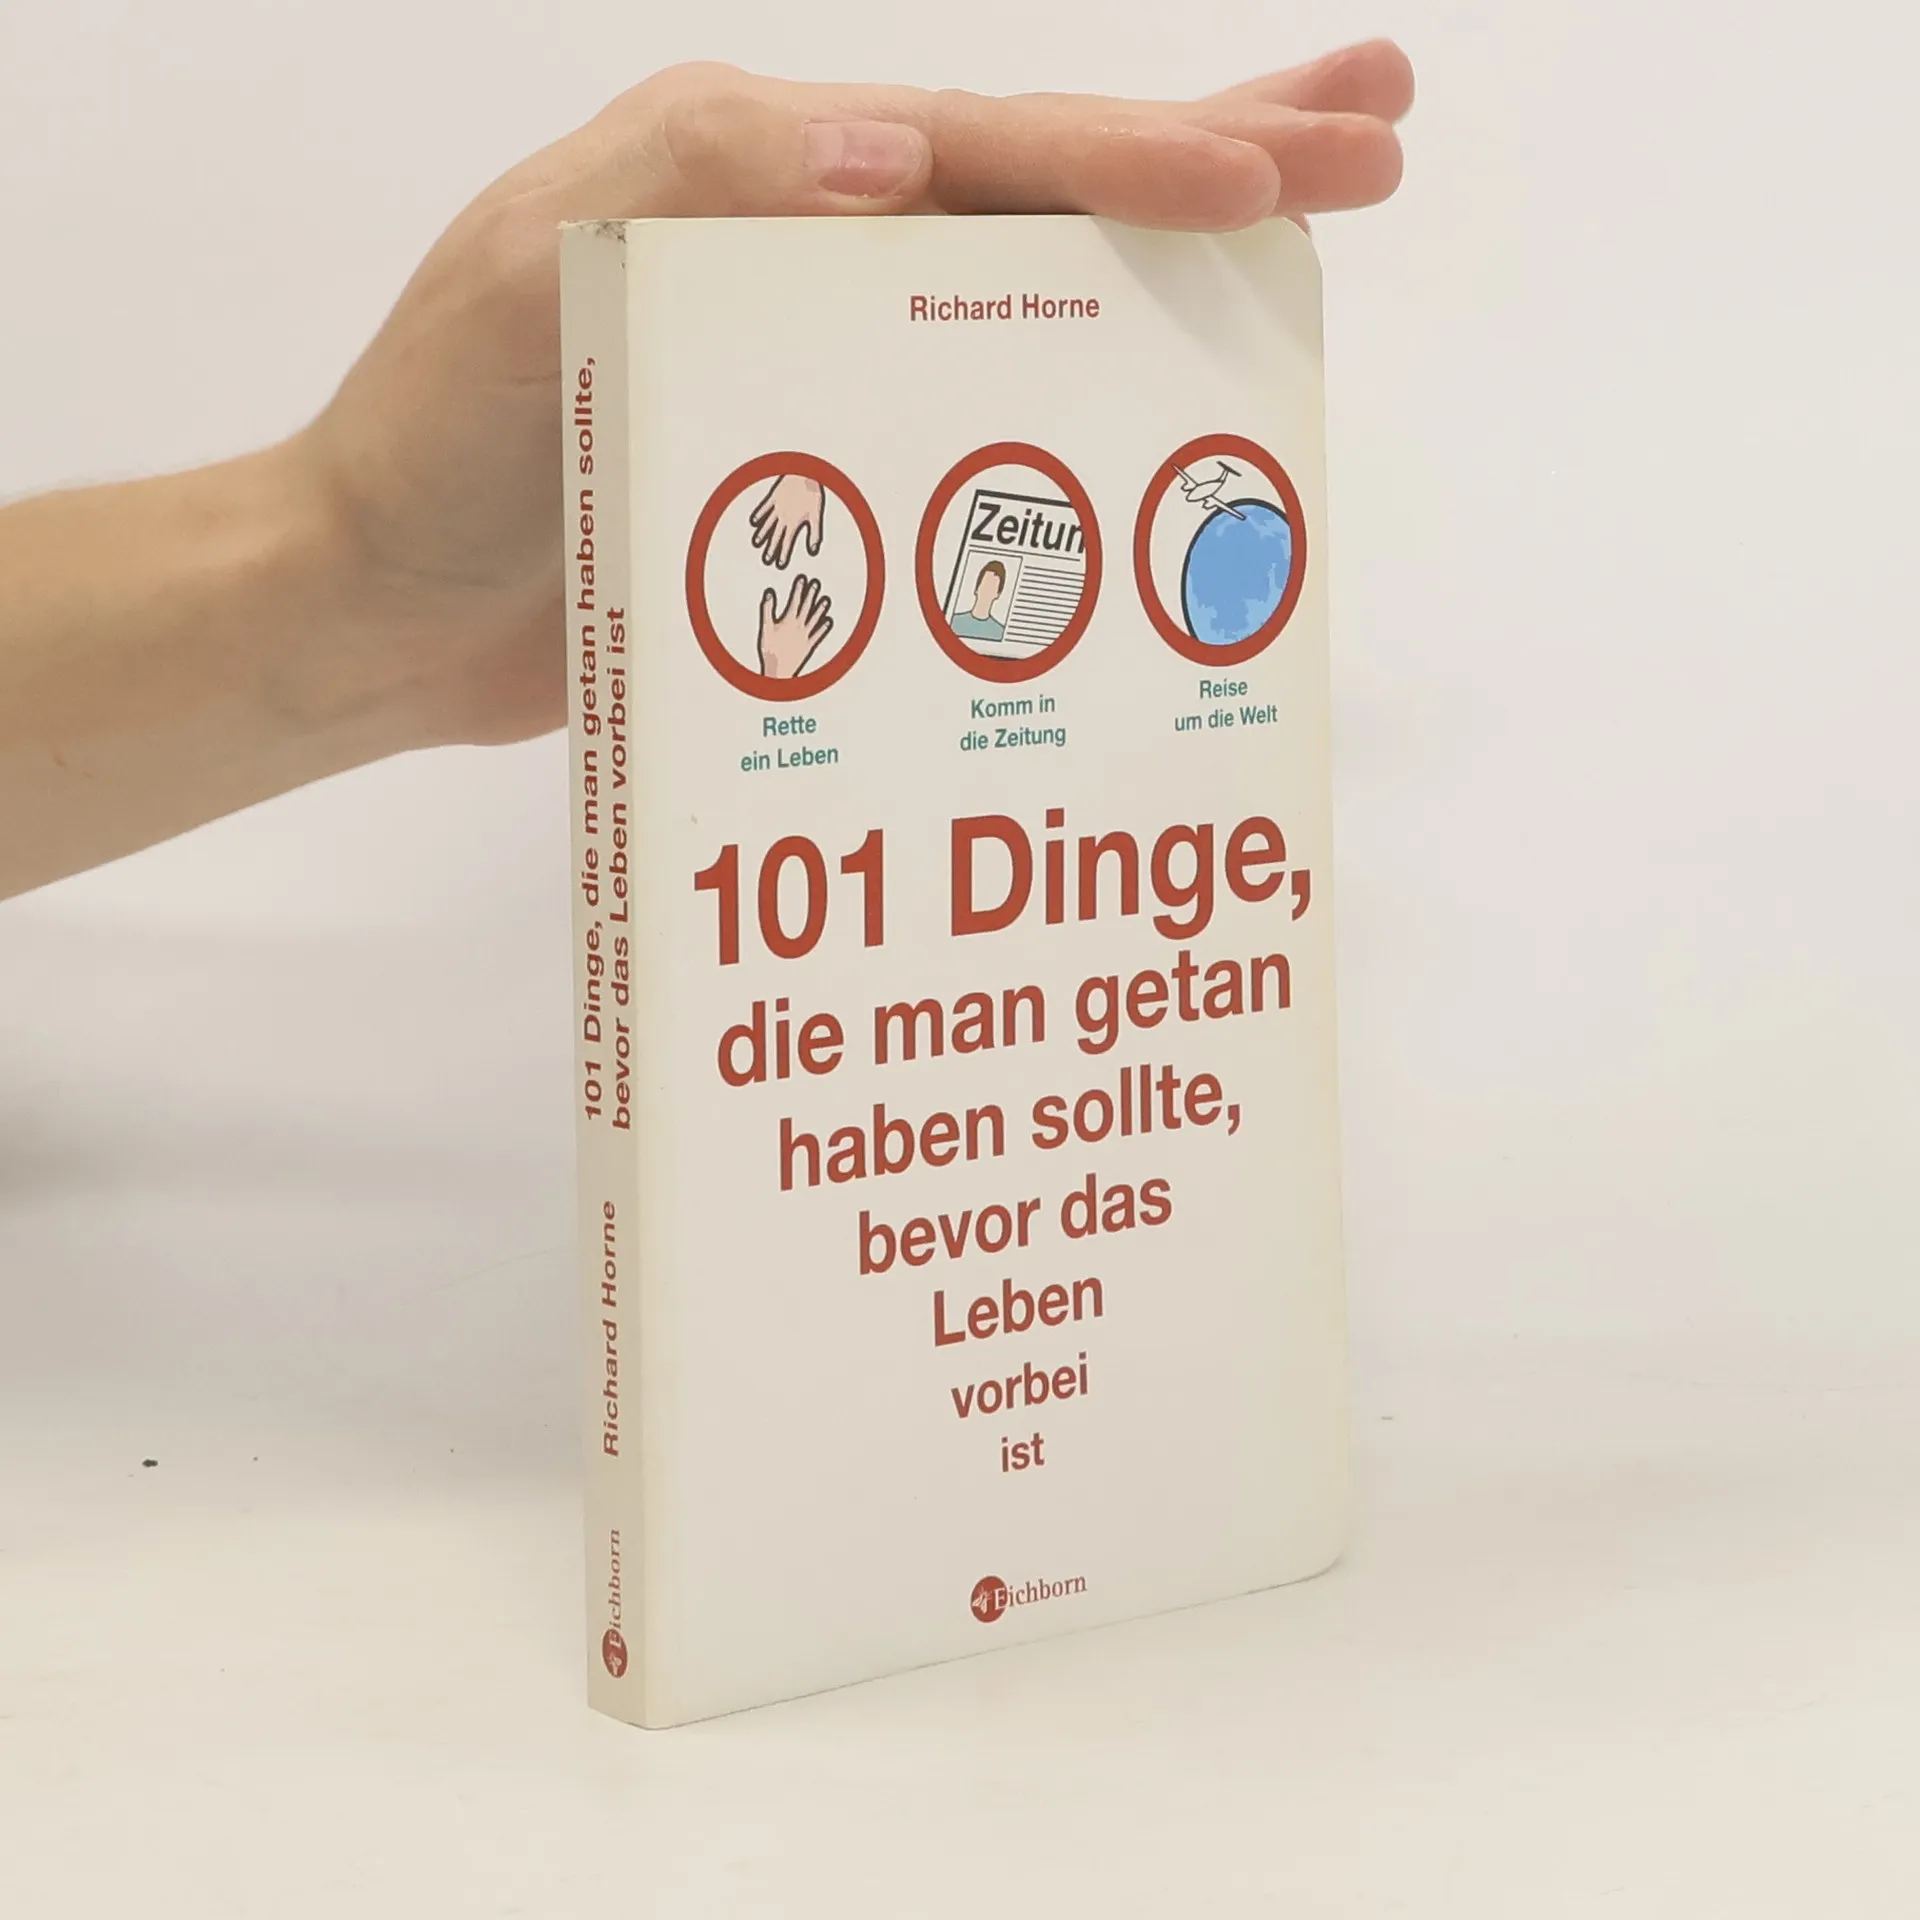 Richard Horne
Zeitun
Rette
ein Leben
Komm in
die Zeitung
Reise
um die Welt
101 Dinge,
die man getan
haben sollte,
bevor das
Leben
vorbei
ist
Eichborn
101 Dinge, die man getan haben sollte,
bevor das Leben vorbei ist
Richard Horne
Eichborn